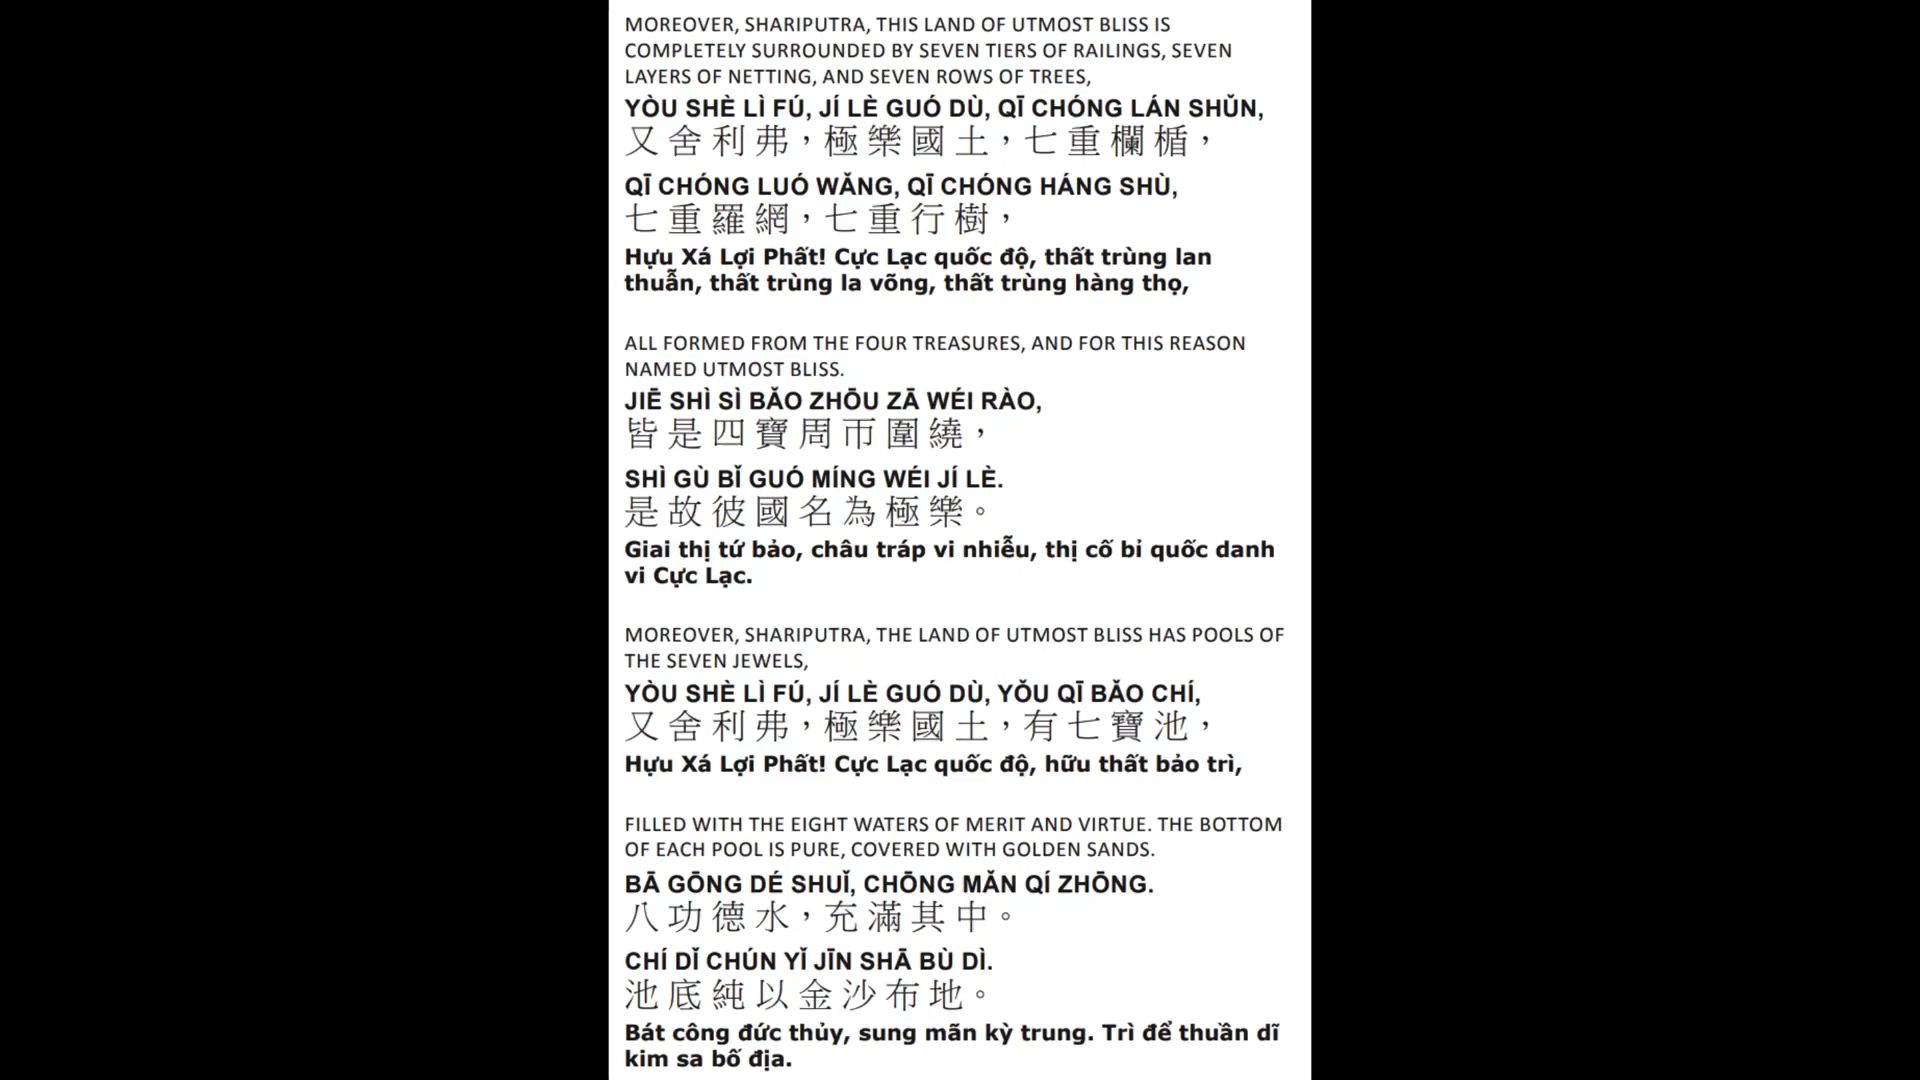 MOREOVER, SHARIPUTRA, THIS LAND OF UTMOST BLISS IS
COMPLETELY SURROUNDED BY SEVEN TIERS OF RAILINGS, SEVEN
LAYERS OF NETTING, AND SEVEN ROWS OF TREES,
YÒU SHÈ LÌ FÚ, JÍ LÈ GUÓ DÙ, QĪ CHÓNG LÁN SHǓN,
又舍利弗，極樂國土，七重欄楯，
QĪ CHÓNG LUÓ WǍNG, QĪ CHÓNG HÁNG SHÙ,
七重羅網，七重行樹，
Hựu Xá Lợi Phất! Cực Lạc quốc độ, thất trùng lan
thuẫn, thất trùng la võng, thất trùng hàng thọ,
ALL FORMED FROM THE FOUR TREASURES, AND FOR THIS REASON
NAMED UTMOST BLISS.
JIĒ SHÌ SÌ BǍO ZHŌU ZĀ WÉI RÀO,
皆是四寶周帀圍繞，
SHÌ GÙ BǏ GUÓ MÍNG WÉI JÍ LÈ.
是故彼國名為極樂。
Giai thị tứ bảo, châu tráp vi nhiễu, thị cố bỉ quốc danh
vi Cực Lạc.
MOREOVER, SHARIPUTRA, THE LAND OF UTMOST BLISS HAS POOLS OF
THE SEVEN JEWELS,
YÒU SHÈ LÌ FÚ, JÍ LÈ GUÓ DÙ, YǑU QĪ BǍO CHÍ,
又舍利弗，極樂國土，有七寶池，
Hựu Xá Lợi Phất! Cực Lạc quốc độ, hữu thất bảo trì,
FILLED WITH THE EIGHT WATERS OF MERIT AND VIRTUE. THE BOTTOM
OF EACH POOL IS PURE, COVERED WITH GOLDEN SANDS.
BĀ GŌNG DÉ SHUǏ, CHŌNG MǍN QÍ ZHŌNG.
八功德水，充滿其中。
CHÍ DǏ CHÚN YǏ JĪN SHĀ BÙ DÌ.
池底純以金沙布地。
Bát công đức thủy, sung mãn kỳ trung. Trì để thuần dĩ
kim sa bố địa.